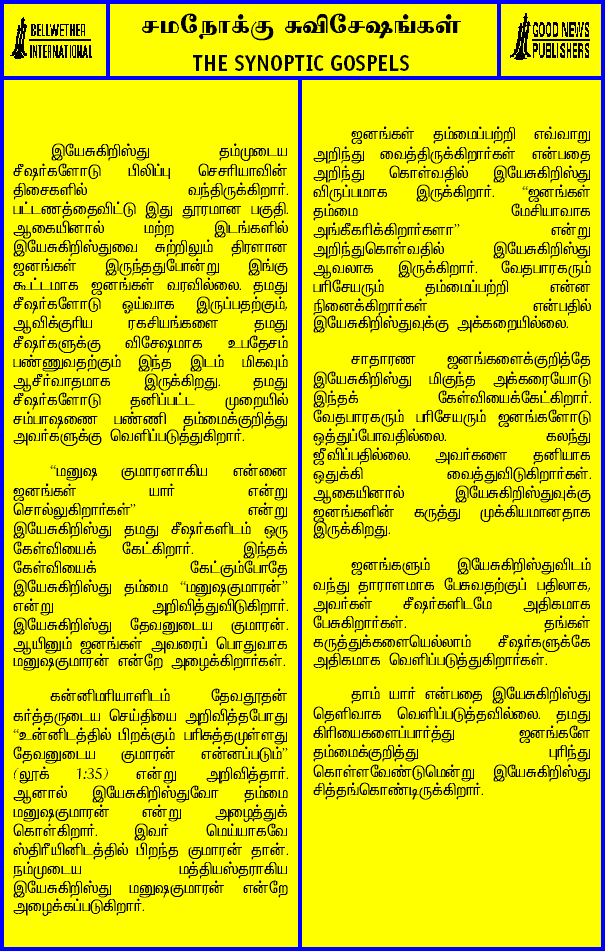 BELLWETHER
INTERNATIONAL
சமநோக்கு சுவிசேஷங்கள்
THE SYNOPTIC GOSPELS
GOOD NEWS
PUBLISHERS
இயேசுகிறிஸ்து தம்முடைய
சீஷர்களோடு பிலிப்பு செசரியாவின்
திசைகளில் வந்திருக்கிறார்.
பட்டணத்தைவிட்டு இது தூரமான பகுதி.
ஆகையினால் மற்ற இடங்களில்
இயேசுகிறிஸ்துவை சுற்றிலும் திரளான
ஜனங்கள் இருந்ததுபோன்று இங்கு
கூட்டமாக ஜனங்கள் வரவில்லை. தமது
சீஷர்களோடு ஓய்வாக இருப்பதற்கும்,
ஆவிக்குரிய ரகசியங்களை தமது
சீஷர்களுக்கு விசேஷமாக உபதேசம்
பண்ணுவதற்கும் இந்த இடம் மிகவும்
ஆசீர்வாதமாக இருக்கிறது. தமது
சீஷர்களோடு தனிப்பட்ட முறையில்
சம்பாஷணை பண்ணி தம்மைக்குறித்து
அவர்களுக்கு வெளிப்படுத்துகிறார்.
“மனுஷ குமாரனாகிய என்னை
ஜனங்கள் யார் என்று
சொல்லுகிறார்கள்” என்று
இயேசுகிறிஸ்து தமது சீஷர்களிடம் ஒரு
கேள்வியைக் கேட்கிறார். இந்தக்
கேள்வியைக் கேட்கும்போதே
இயேசுகிறிஸ்து தம்மை “மனுஷகுமாரன்”
என்று அறிவித்துவிடுகிறார்.
இயேசுகிறிஸ்து தேவனுடைய குமாரன்.
ஆயினும் ஜனங்கள் அவரைப் பொதுவாக
மனுஷகுமாரன் என்றே அழைக்கிறார்கள்.
கன்னிமரியாளிடம் தேவதூதன்
கர்த்தருடைய செய்தியை அறிவித்தபோது
“உன்னிடத்தில் பிறக்கும் பரிசுத்தமுள்ளது
தேவனுடைய குமாரன் என்னப்படும்”
(லூக் 1:35) என்று அறிவித்தார்.
ஆனால் இயேசுகிறிஸ்துவோ தம்மை
மனுஷகுமாரன் என்று அழைத்துக்
கொள்கிறார். இவர் மெய்யாகவே
ஸ்திரீயினிடத்தில் பிறந்த குமாரன் தான்.
நம்முடைய மத்தியஸ்தராகிய
இயேசுகிறிஸ்து மனுஷகுமாரன் என்றே
அழைக்கப்படுகிறார்.
ஜனங்கள் தம்மைப்பற்றி எவ்வாறு
அறிந்து வைத்திருக்கிறார்கள் என்பதை
அறிந்து கொள்வதில் இயேசுகிறிஸ்து
விருப்பமாக இருக்கிறார். “ஜனங்கள்
தம்மை மேசியாவாக
அங்கீகரிக்கிறார்களா” என்று
அறிந்துகொள்வதில் இயேசுகிறிஸ்து
ஆவலாக இருக்கிறார். வேதபாரகரும்
பரிசேயரும் தம்மைப்பற்றி என்ன
நினைக்கிறார்கள் என்பதில்
இயேசுகிறிஸ்துவுக்கு அக்கறையில்லை.
சாதாரண ஜனங்களைக்குறித்தே
இயேசுகிறிஸ்து மிகுந்த அக்கரையோடு
இந்தக் கேள்வியைக்கேட்கிறார்.
வேதபாரகரும் பரிசேயரும் ஜனங்களோடு
ஒத்துப்போவதில்லை. கலந்து
ஜீவிப்பதில்லை. அவர்களை தனியாக
ஒதுக்கி வைத்துவிடுகிறார்கள்.
ஆகையினால் இயேசுகிறிஸ்துவுக்கு
ஜனங்களின் கருத்து முக்கியமானதாக
இருக்கிறது.
ஜனங்களும் இயேசுகிறிஸ்துவிடம்
வந்து தாராளமாக பேசுவதற்குப் பதிலாக,
அவர்கள் சீஷர்களிடமே அதிகமாக
பேசுகிறார்கள். தங்கள்
கருத்துக்களையெல்லாம் சீஷர்களுக்கே
அதிகமாக வெளிப்படுத்துகிறார்கள்.
தாம் யார் என்பதை இயேசுகிறிஸ்து
தெளிவாக வெளிப்படுத்தவில்லை. தமது
கிரியைகளைப்பார்த்து ஜனங்களே
தம்மைக்குறித்து புரிந்து
கொள்ளவேண்டுமென்று இயேசுகிறிஸ்து
சித்தங்கொண்டிருக்கிறார்.